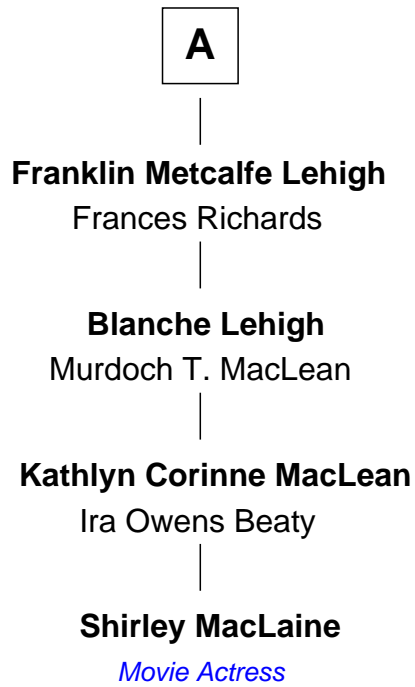 A
Franklin Metcalfe Lehigh
Frances Richards
Blanche Lehigh
Murdoch T. MacLean
Kathlyn Corinne MacLean
Ira Owens Beaty
Shirley MacLaine
Movie Actress